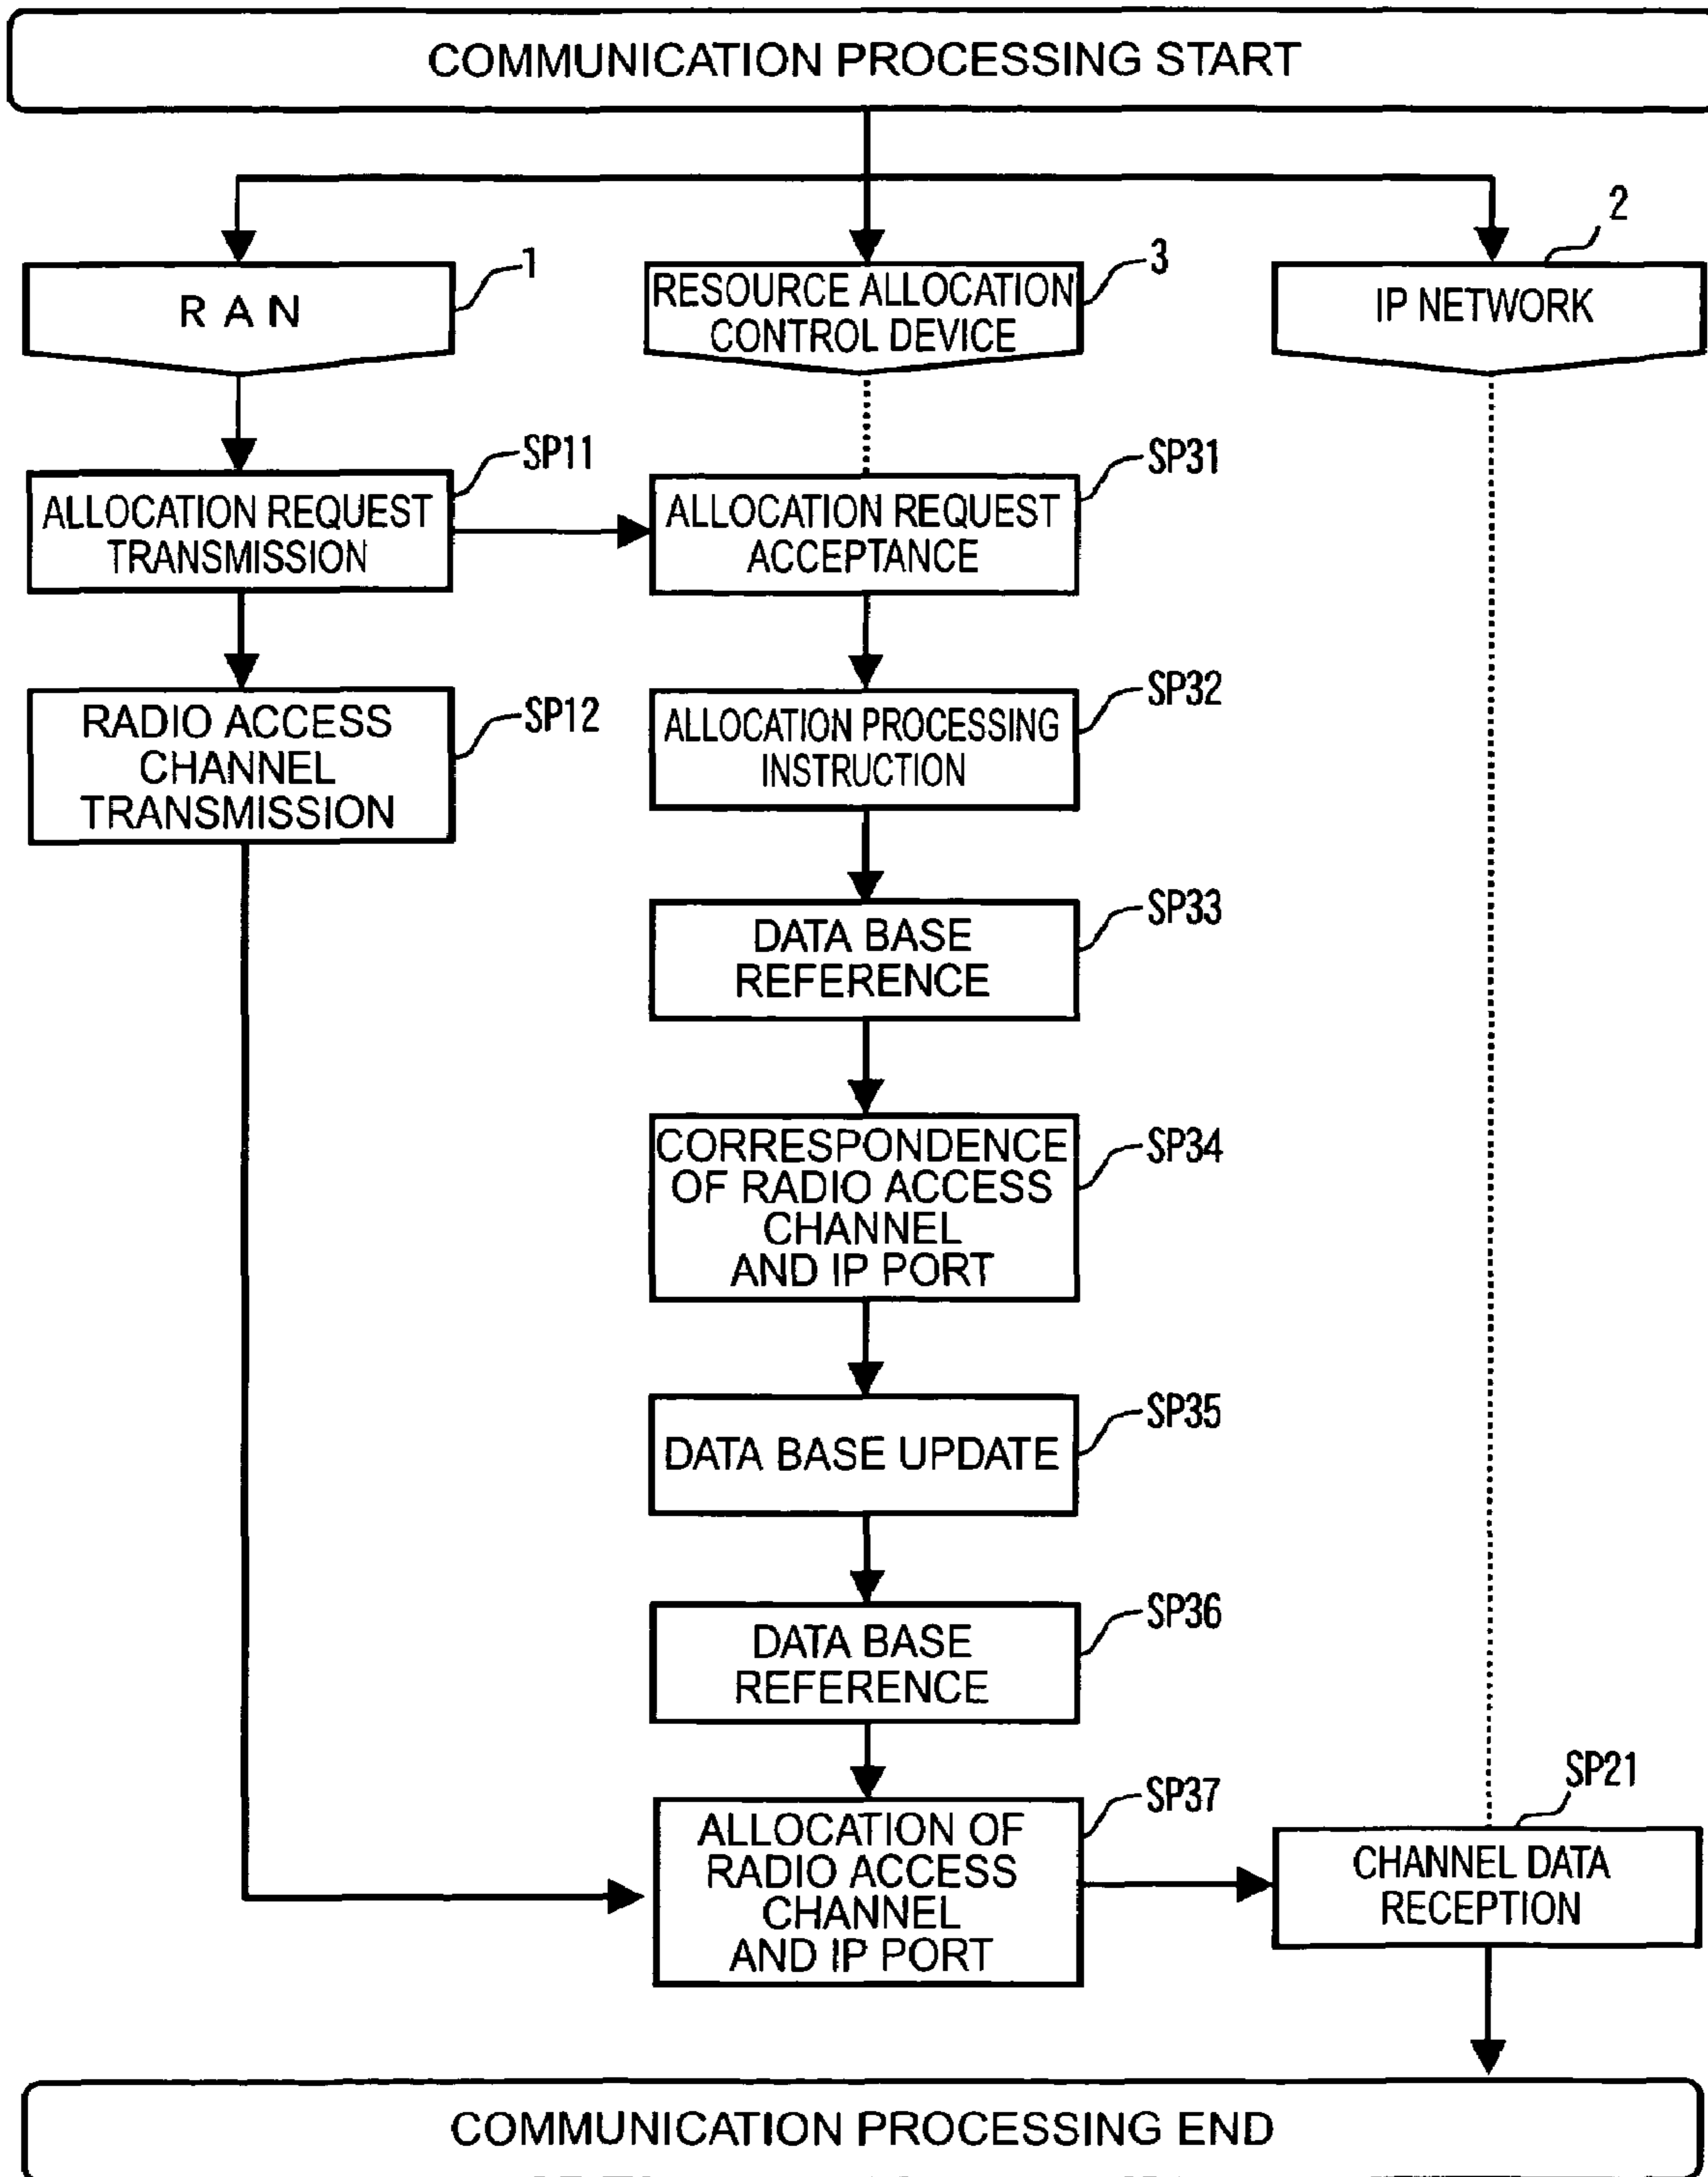 COMMUNICATION PROCESSING START
1
3
2
R A N
RESOURCE ALLOCATION
CONTROL DEVICE
IP NETWORK
SP11
SP31
ALLOCATION REQUEST
TRANSMISSION
ALLOCATION REQUEST
ACCEPTANCE
SP12
SP32
RADIO ACCESS
CHANNEL
TRANSMISSION
ALLOCATION PROCESSING
INSTRUCTION
SP33
DATA BASE
REFERENCE
SP34
CORRESPONDENCE
OF RADIO ACCESS
CHANNEL
AND IP PORT
SP35
DATA BASE UPDATE
SP36
DATA BASE
REFERENCE
SP37
SP21
ALLOCATION OF
RADIO ACCESS
CHANNEL
AND IP PORT
CHANNEL DATA
RECEPTION
COMMUNICATION PROCESSING END